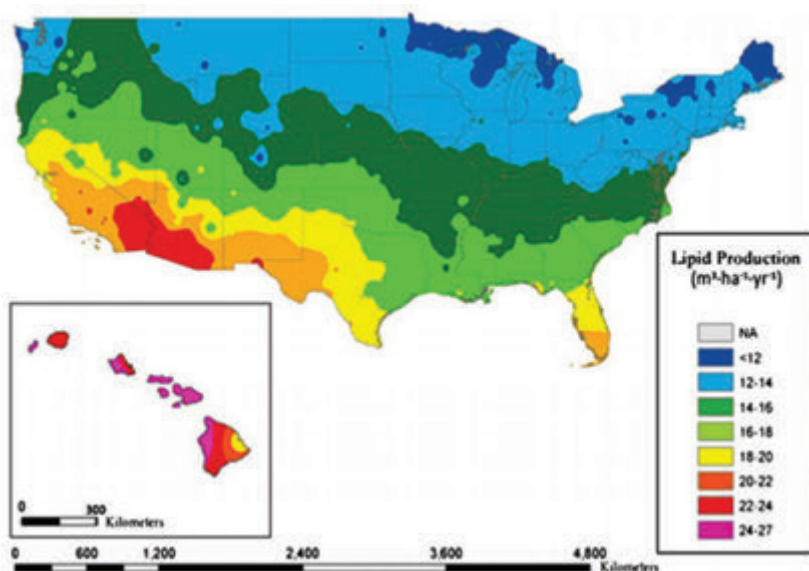 Lipid Production
(m³-ha⁻¹-yr⁻¹)
NA
<12
12-14
14-16
16-18
18-20
20-22
22-24
24-27
0 300
Kilometers
0 600 1,200 2,400 3,600 4,800
Kilometers